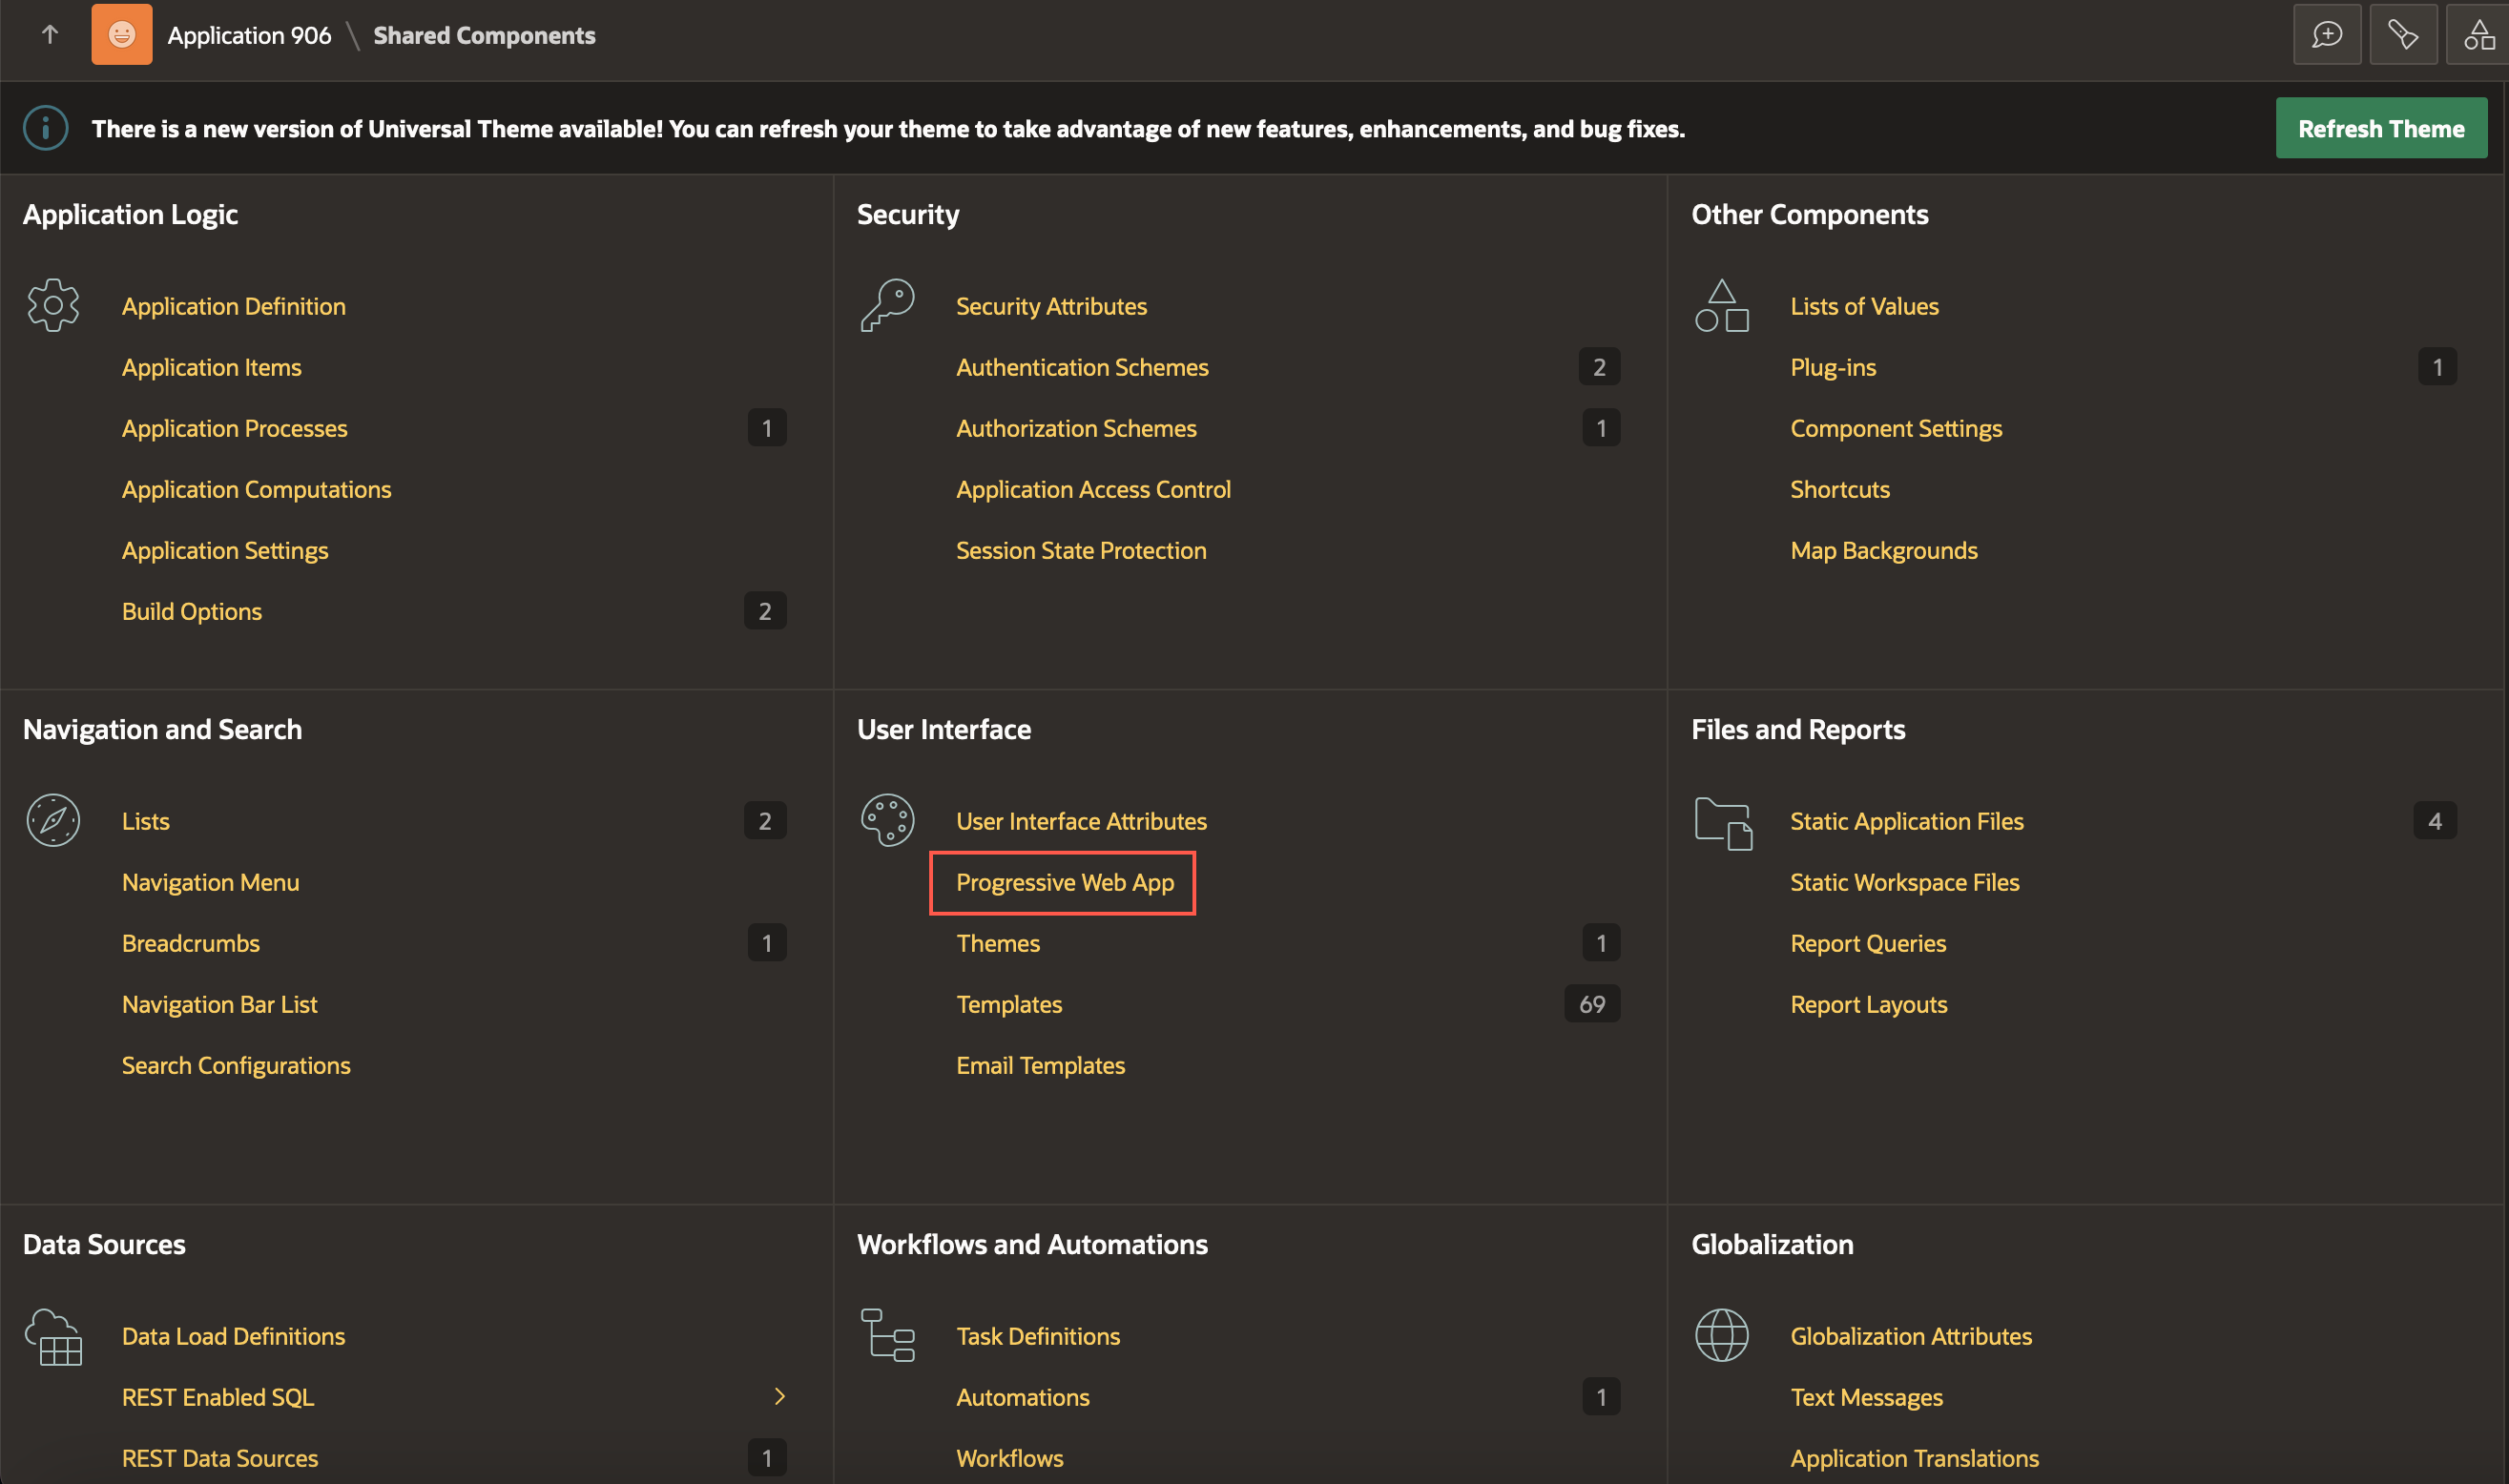 Application 906 \ Shared Components
There is a new version of Universal Theme available! You can refresh your theme to take advantage of new features, enhancements, and bug fixes.
Refresh Theme
Application Logic
Application Definition
Application Items
Application Processes 1
Application Computations
Application Settings
Build Options 2
Security
Security Attributes
Authentication Schemes 2
Authorization Schemes 1
Application Access Control
Session State Protection
Other Components
Lists of Values
Plug-ins 1
Component Settings
Shortcuts
Map Backgrounds
Navigation and Search
Lists 2
Navigation Menu
Breadcrumbs 1
Navigation Bar List
Search Configurations
User Interface
User Interface Attributes
Progressive Web App
Themes 1
Templates 69
Email Templates
Files and Reports
Static Application Files 4
Static Workspace Files
Report Queries
Report Layouts
Data Sources
Data Load Definitions
REST Enabled SQL
REST Data Sources 1
Workflows and Automations
Task Definitions
Automations 1
Workflows
Globalization
Globalization Attributes
Text Messages
Application Translations